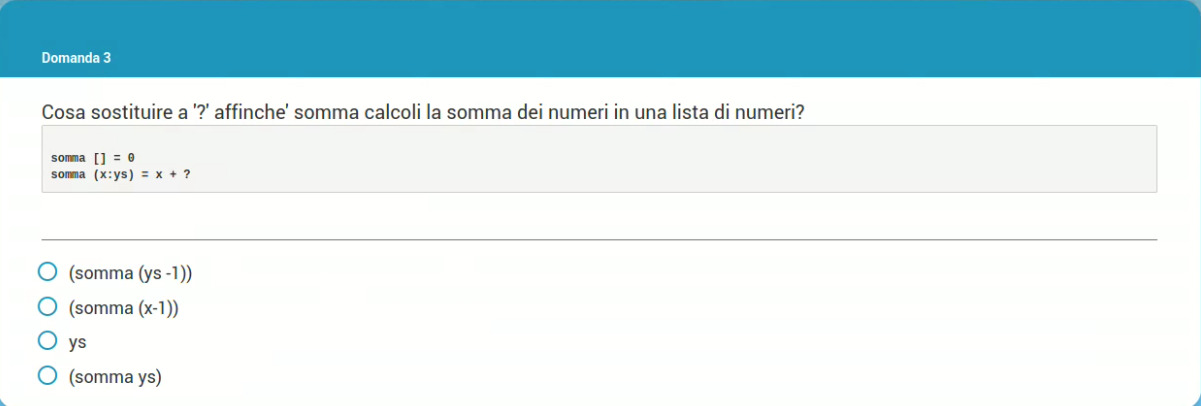 Domanda 3
Cosa sostituire a '?' affinche' somma calcoli la somma dei numeri in una lista di numeri?
somma [] = 0
somma (x:ys) = x + ?
(somma (ys -1))
(somma (x-1))
ys
(somma ys)